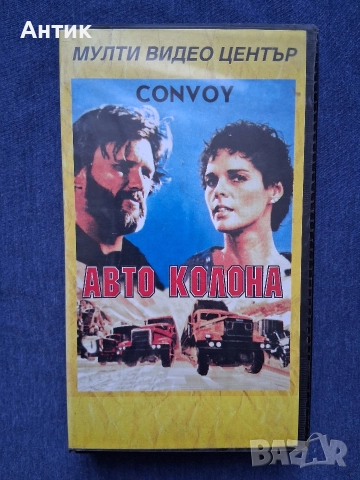 Антик
МУЛТИ ВИДЕО ЦЕНТЪР
CONVOY
АВТО КОЛОНА
BAZAR